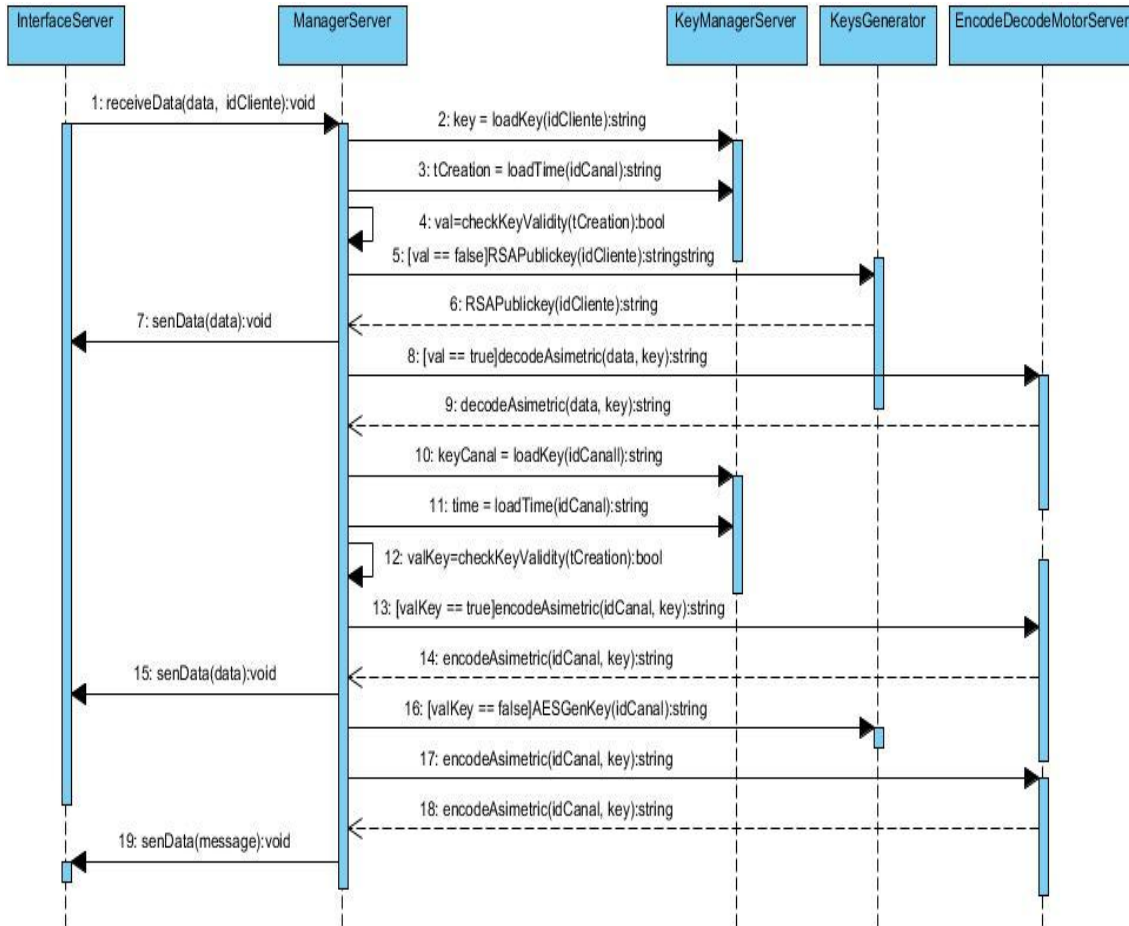 InterfaceServer
ManagerServer
KeyManagerServer
KeysGenerator
EncodeDecodeMotorServer
1: receiveData(data, idCliente):void
2: key = loadKey(idCliente):string
3: tCreation = loadTime(idCanal):string
4: val=checkKeyValidity(tCreation):bool
5: [val == false]RSAPublickey(idCliente):stringstring
6: RSAPublickey(idCliente):string
7: senData(data):void
8: [val == true]decodeAsimetric(data, key):string
9: decodeAsimetric(data, key):string
10: keyCanal = loadKey(idCanall):string
11: time = loadTime(idCanal):string
12: valKey=checkKeyValidity(tCreation):bool
13: [valKey == true]encodeAsimetric(idCanal, key):string
14: encodeAsimetric(idCanal, key):string
15: senData(data):void
16: [valKey == false]AESGenKey(idCanal):string
17: encodeAsimetric(idCanal, key):string
18: encodeAsimetric(idCanal, key):string
19: senData(message):void